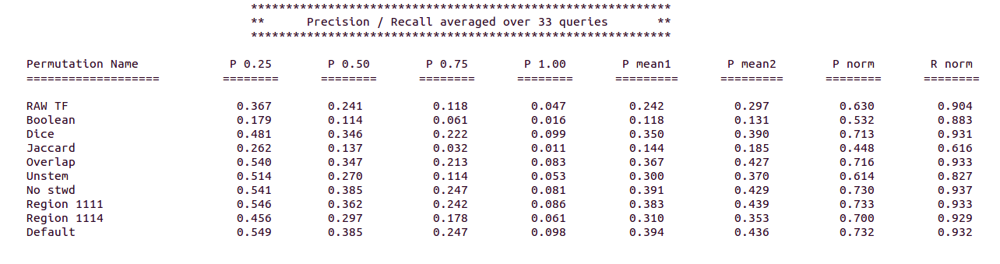 ************************************************************
** Precision / Recall averaged over 33 queries **
************************************************************
Permutation Name P 0.25 P 0.50 P 0.75 P 1.00 P mean1 P mean2 P norm R norm
=================== ======== ======== ======== ======== ========= ========= ======== ========
RAW TF 0.367 0.241 0.118 0.047 0.242 0.297 0.630 0.904
Boolean 0.179 0.114 0.061 0.016 0.118 0.131 0.532 0.883
Dice 0.481 0.346 0.222 0.099 0.350 0.390 0.713 0.931
Jaccard 0.262 0.137 0.032 0.011 0.144 0.185 0.448 0.616
Overlap 0.540 0.347 0.213 0.083 0.367 0.427 0.716 0.933
Unstem 0.514 0.270 0.114 0.053 0.300 0.370 0.614 0.827
No stwd 0.541 0.385 0.247 0.081 0.391 0.429 0.730 0.937
Region 1111 0.546 0.362 0.242 0.086 0.383 0.439 0.733 0.933
Region 1114 0.456 0.297 0.178 0.061 0.310 0.353 0.700 0.929
Default 0.549 0.385 0.247 0.098 0.394 0.436 0.732 0.932